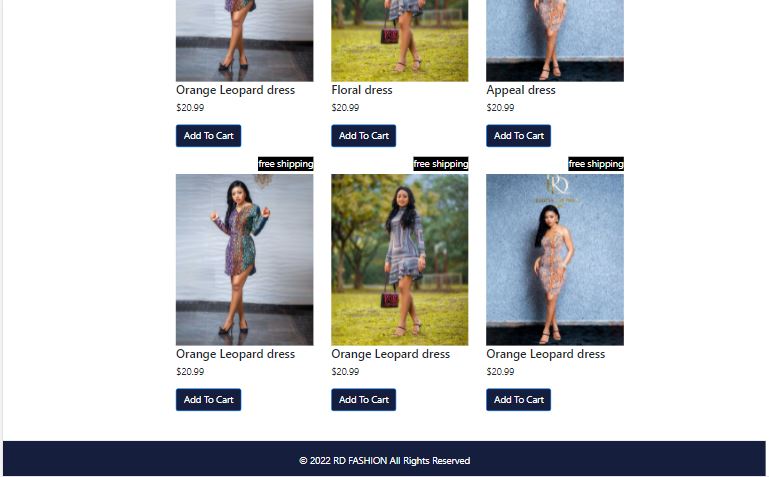 Orange Leopard dress
Floral dress
Appeal dress
$20.99
$20.99
$20.99
Add To Cart
Add To Cart
Add To Cart
free shipping
free shipping
free shipping
RD
Orange Leopard dress
Orange Leopard dress
Orange Leopard dress
$20.99
$20.99
$20.99
Add To Cart
Add To Cart
Add To Cart
© 2022 RD FASHION All Rights Reserved